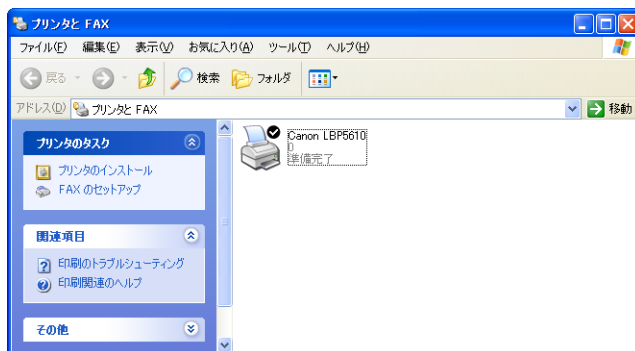 プリンタと FAX
ファイル(F) 編集(E) 表示(V) お気に入り(A) ツール(T) ヘルプ(H)
戻る 検索 フォルダ
アドレス(D) プリンタと FAX 移動
プリンタのタスク
プリンタのインストール
FAX のセットアップ
関連項目
印刷のトラブルシューティング
印刷関連のヘルプ
その他
Canon LBP5610
0
準備完了